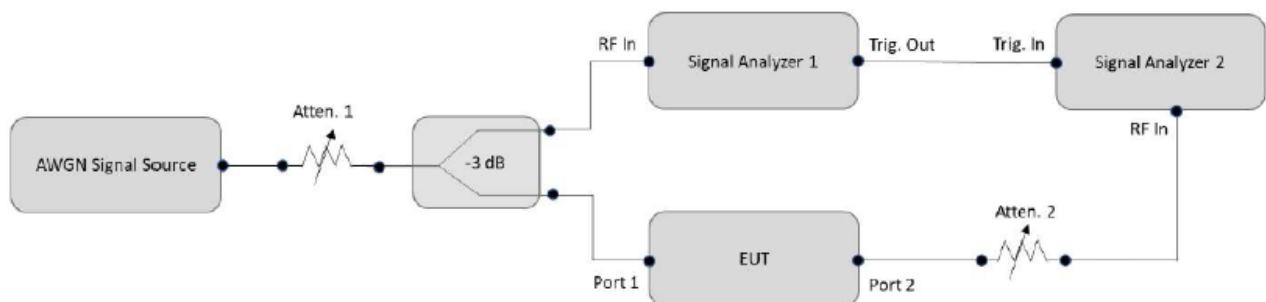 RF In
Signal Analyzer 1
Trig. Out
Trig. In
Signal Analyzer 2
Atten. 1
RF In
AWGN Signal Source
-3 dB
Atten. 2
EUT
Port 1
Port 2